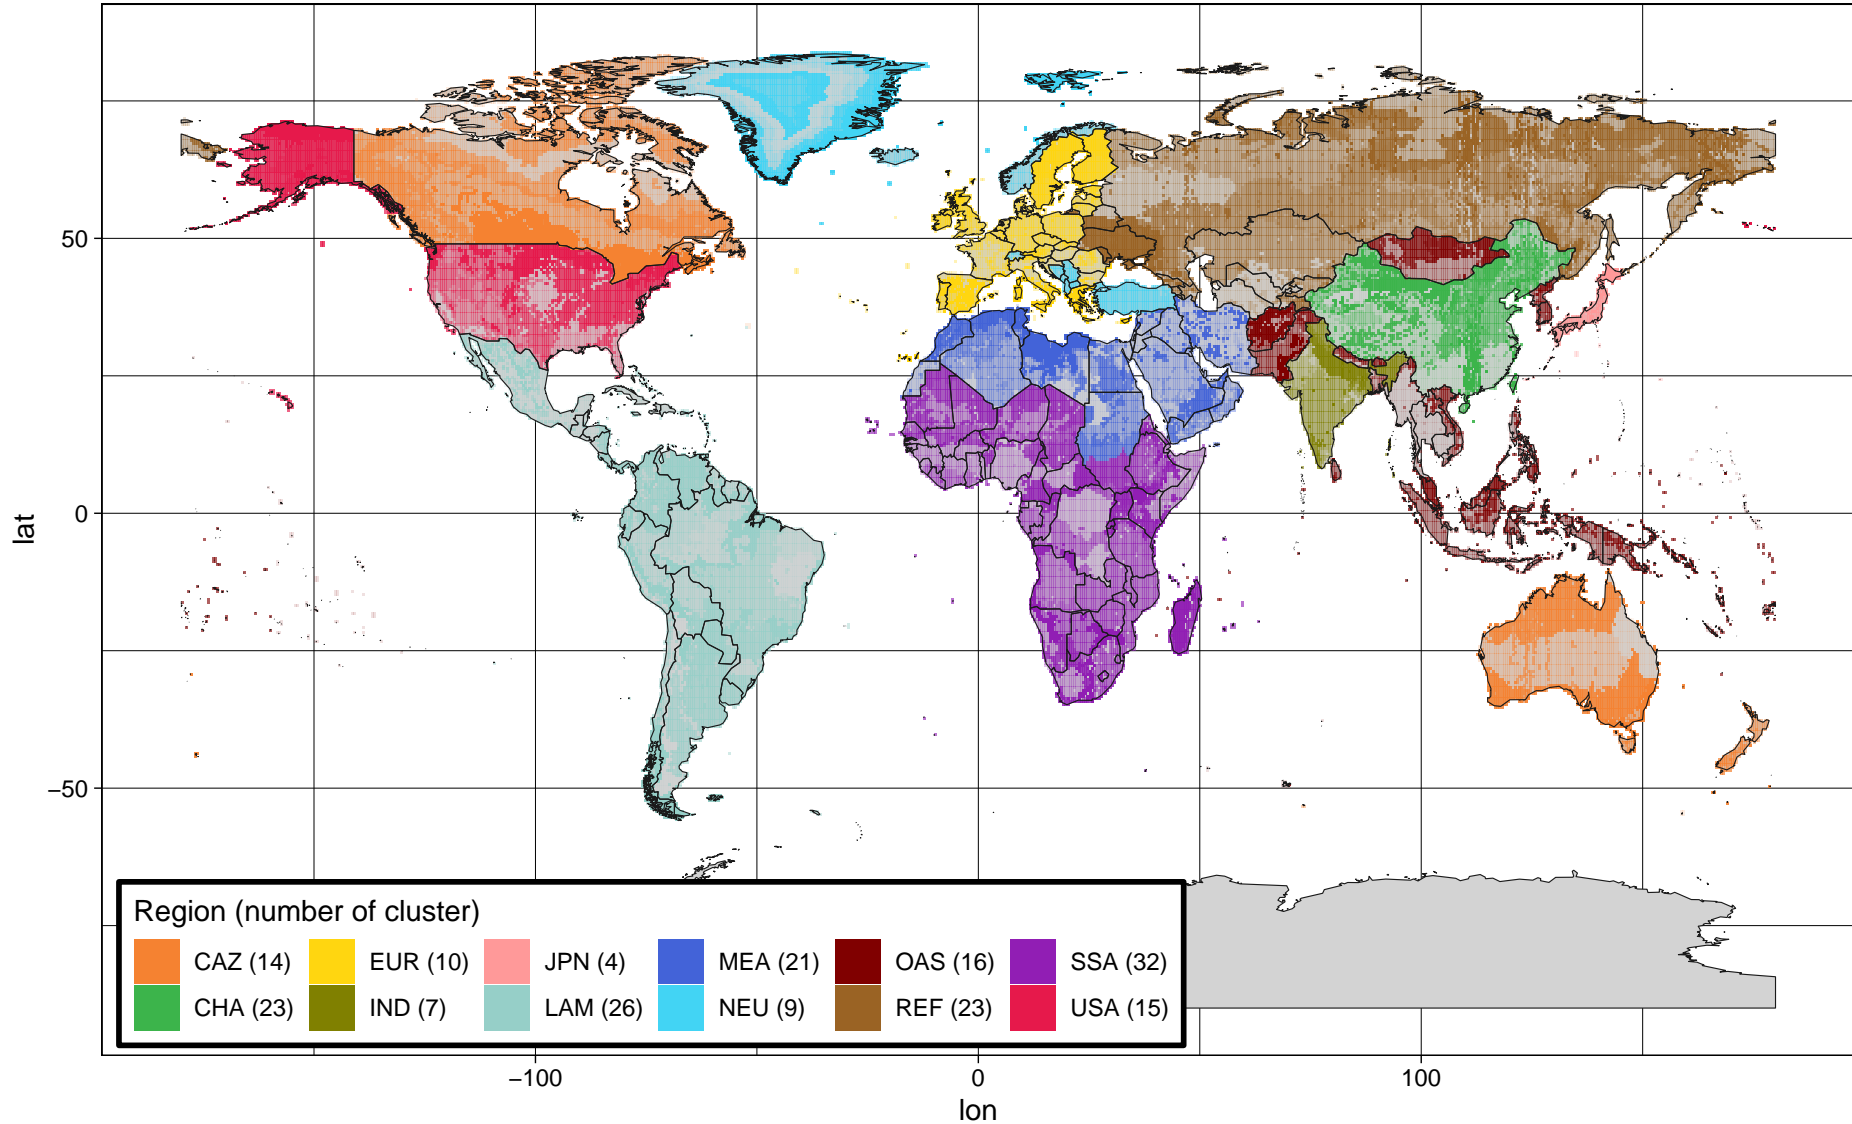 50
0
−50
lat
Region (number of cluster)
CAZ (14) EUR (10) JPN (4) MEA (21) OAS (16) SSA (32)
CHA (23) IND (7) LAM (26) NEU (9) REF (23) USA (15)
−100 0 100
lon